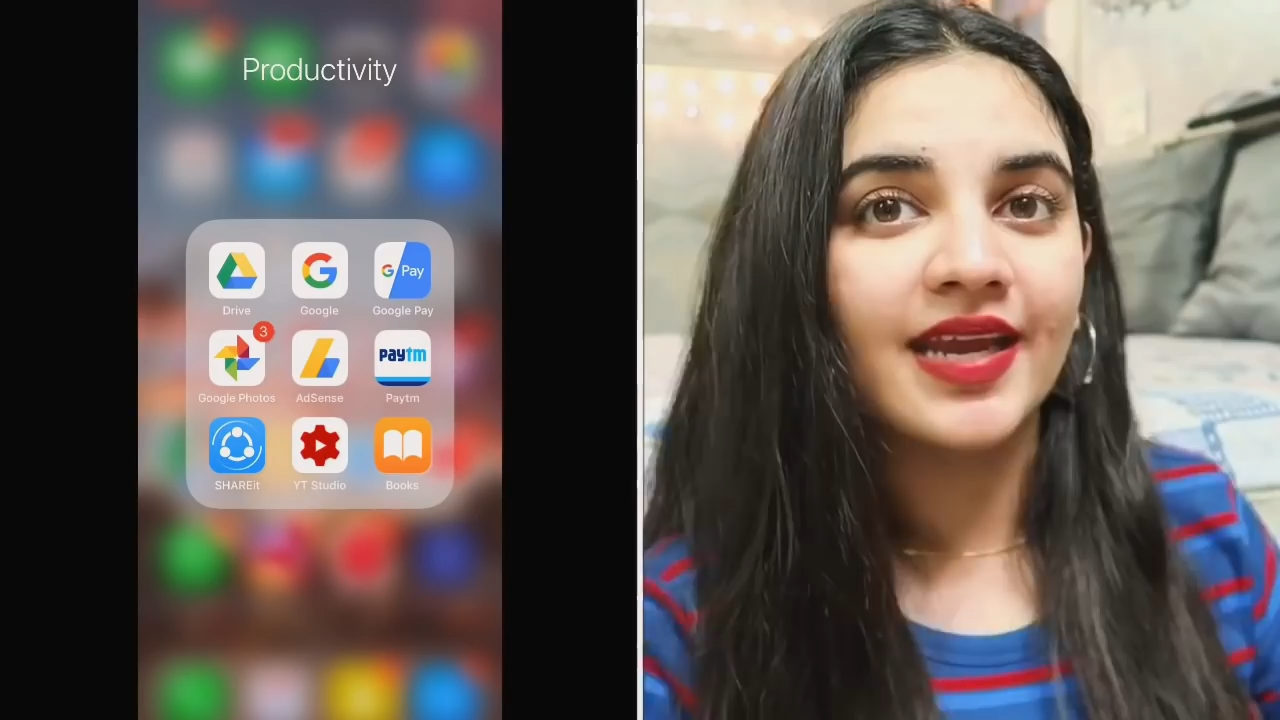 Productivity
Drive
Google
G Pay
Google Pay
3
Google Photos
AdSense
paytm
Paytm
SHAREit
YT Studio
Books